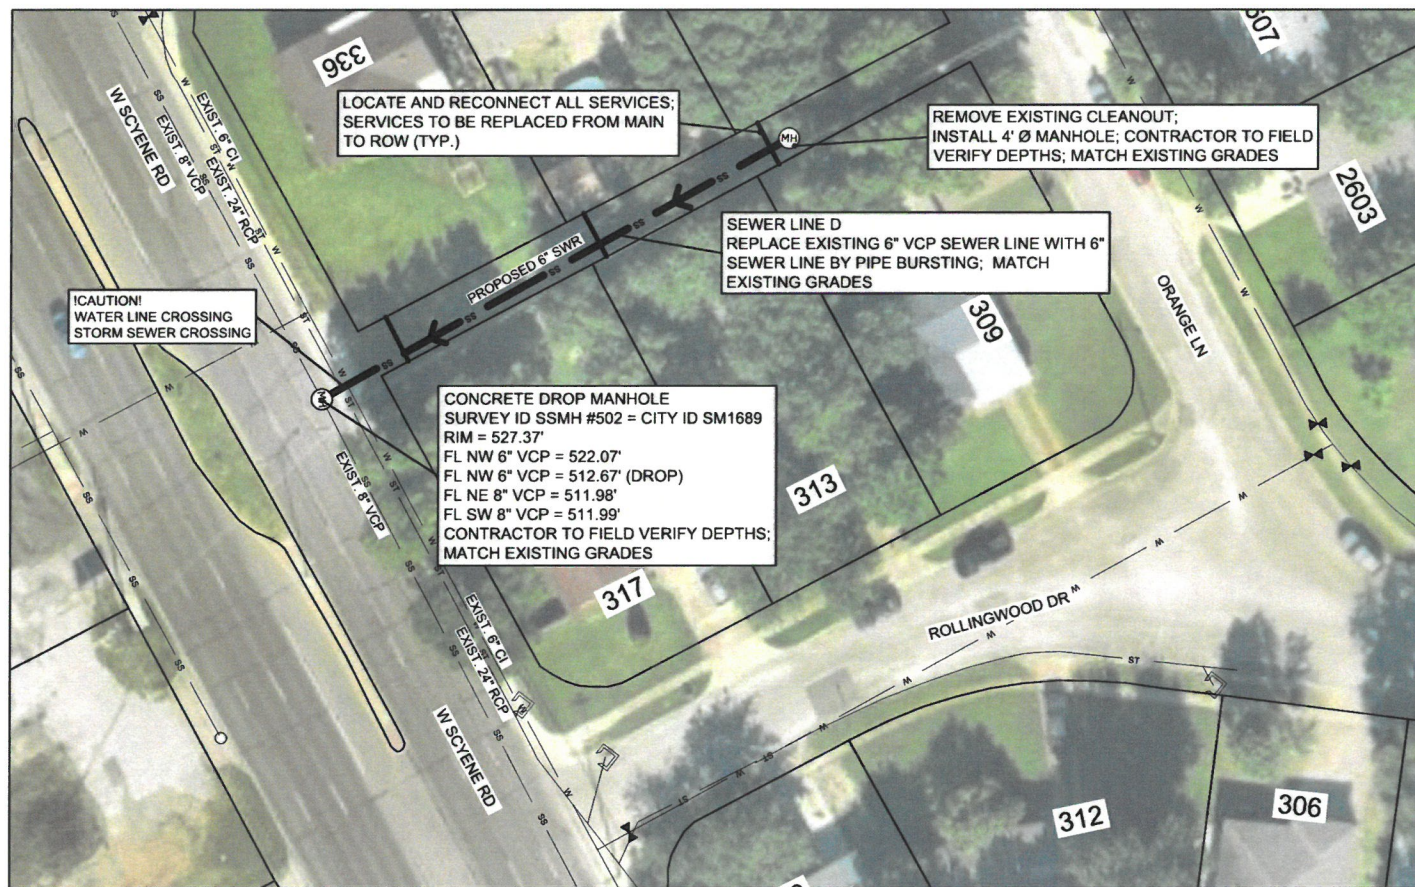 336
607
LOCATE AND RECONNECT ALL SERVICES;
SERVICES TO BE REPLACED FROM MAIN
TO ROW (TYP.)
MH
REMOVE EXISTING CLEANOUT;
INSTALL 4' Ø MANHOLE; CONTRACTOR TO FIELD
VERIFY DEPTHS; MATCH EXISTING GRADES
2603
W SCYENE RD
EXIST. 8" VCP
EXIST. 6" CI
EXIST. 24" RCP
SEWER LINE D
REPLACE EXISTING 6" VCP SEWER LINE WITH 6"
SEWER LINE BY PIPE BURSTING; MATCH
EXISTING GRADES
PROPOSED 6" SWR
ORANGE LN
309
!CAUTION!
WATER LINE CROSSING
STORM SEWER CROSSING
CONCRETE DROP MANHOLE
SURVEY ID SSMH #502 = CITY ID SM1689
RIM = 527.37'
FL NW 6" VCP = 522.07'
FL NW 6" VCP = 512.67' (DROP)
FL NE 8" VCP = 511.98'
FL SW 8" VCP = 511.99'
CONTRACTOR TO FIELD VERIFY DEPTHS;
MATCH EXISTING GRADES
EXIST. 8" VCP
313
317
EXIST. 6" CI
EXIST. 24" RCP
ROLLINGWOOD DR
W SCYENE RD
312
306